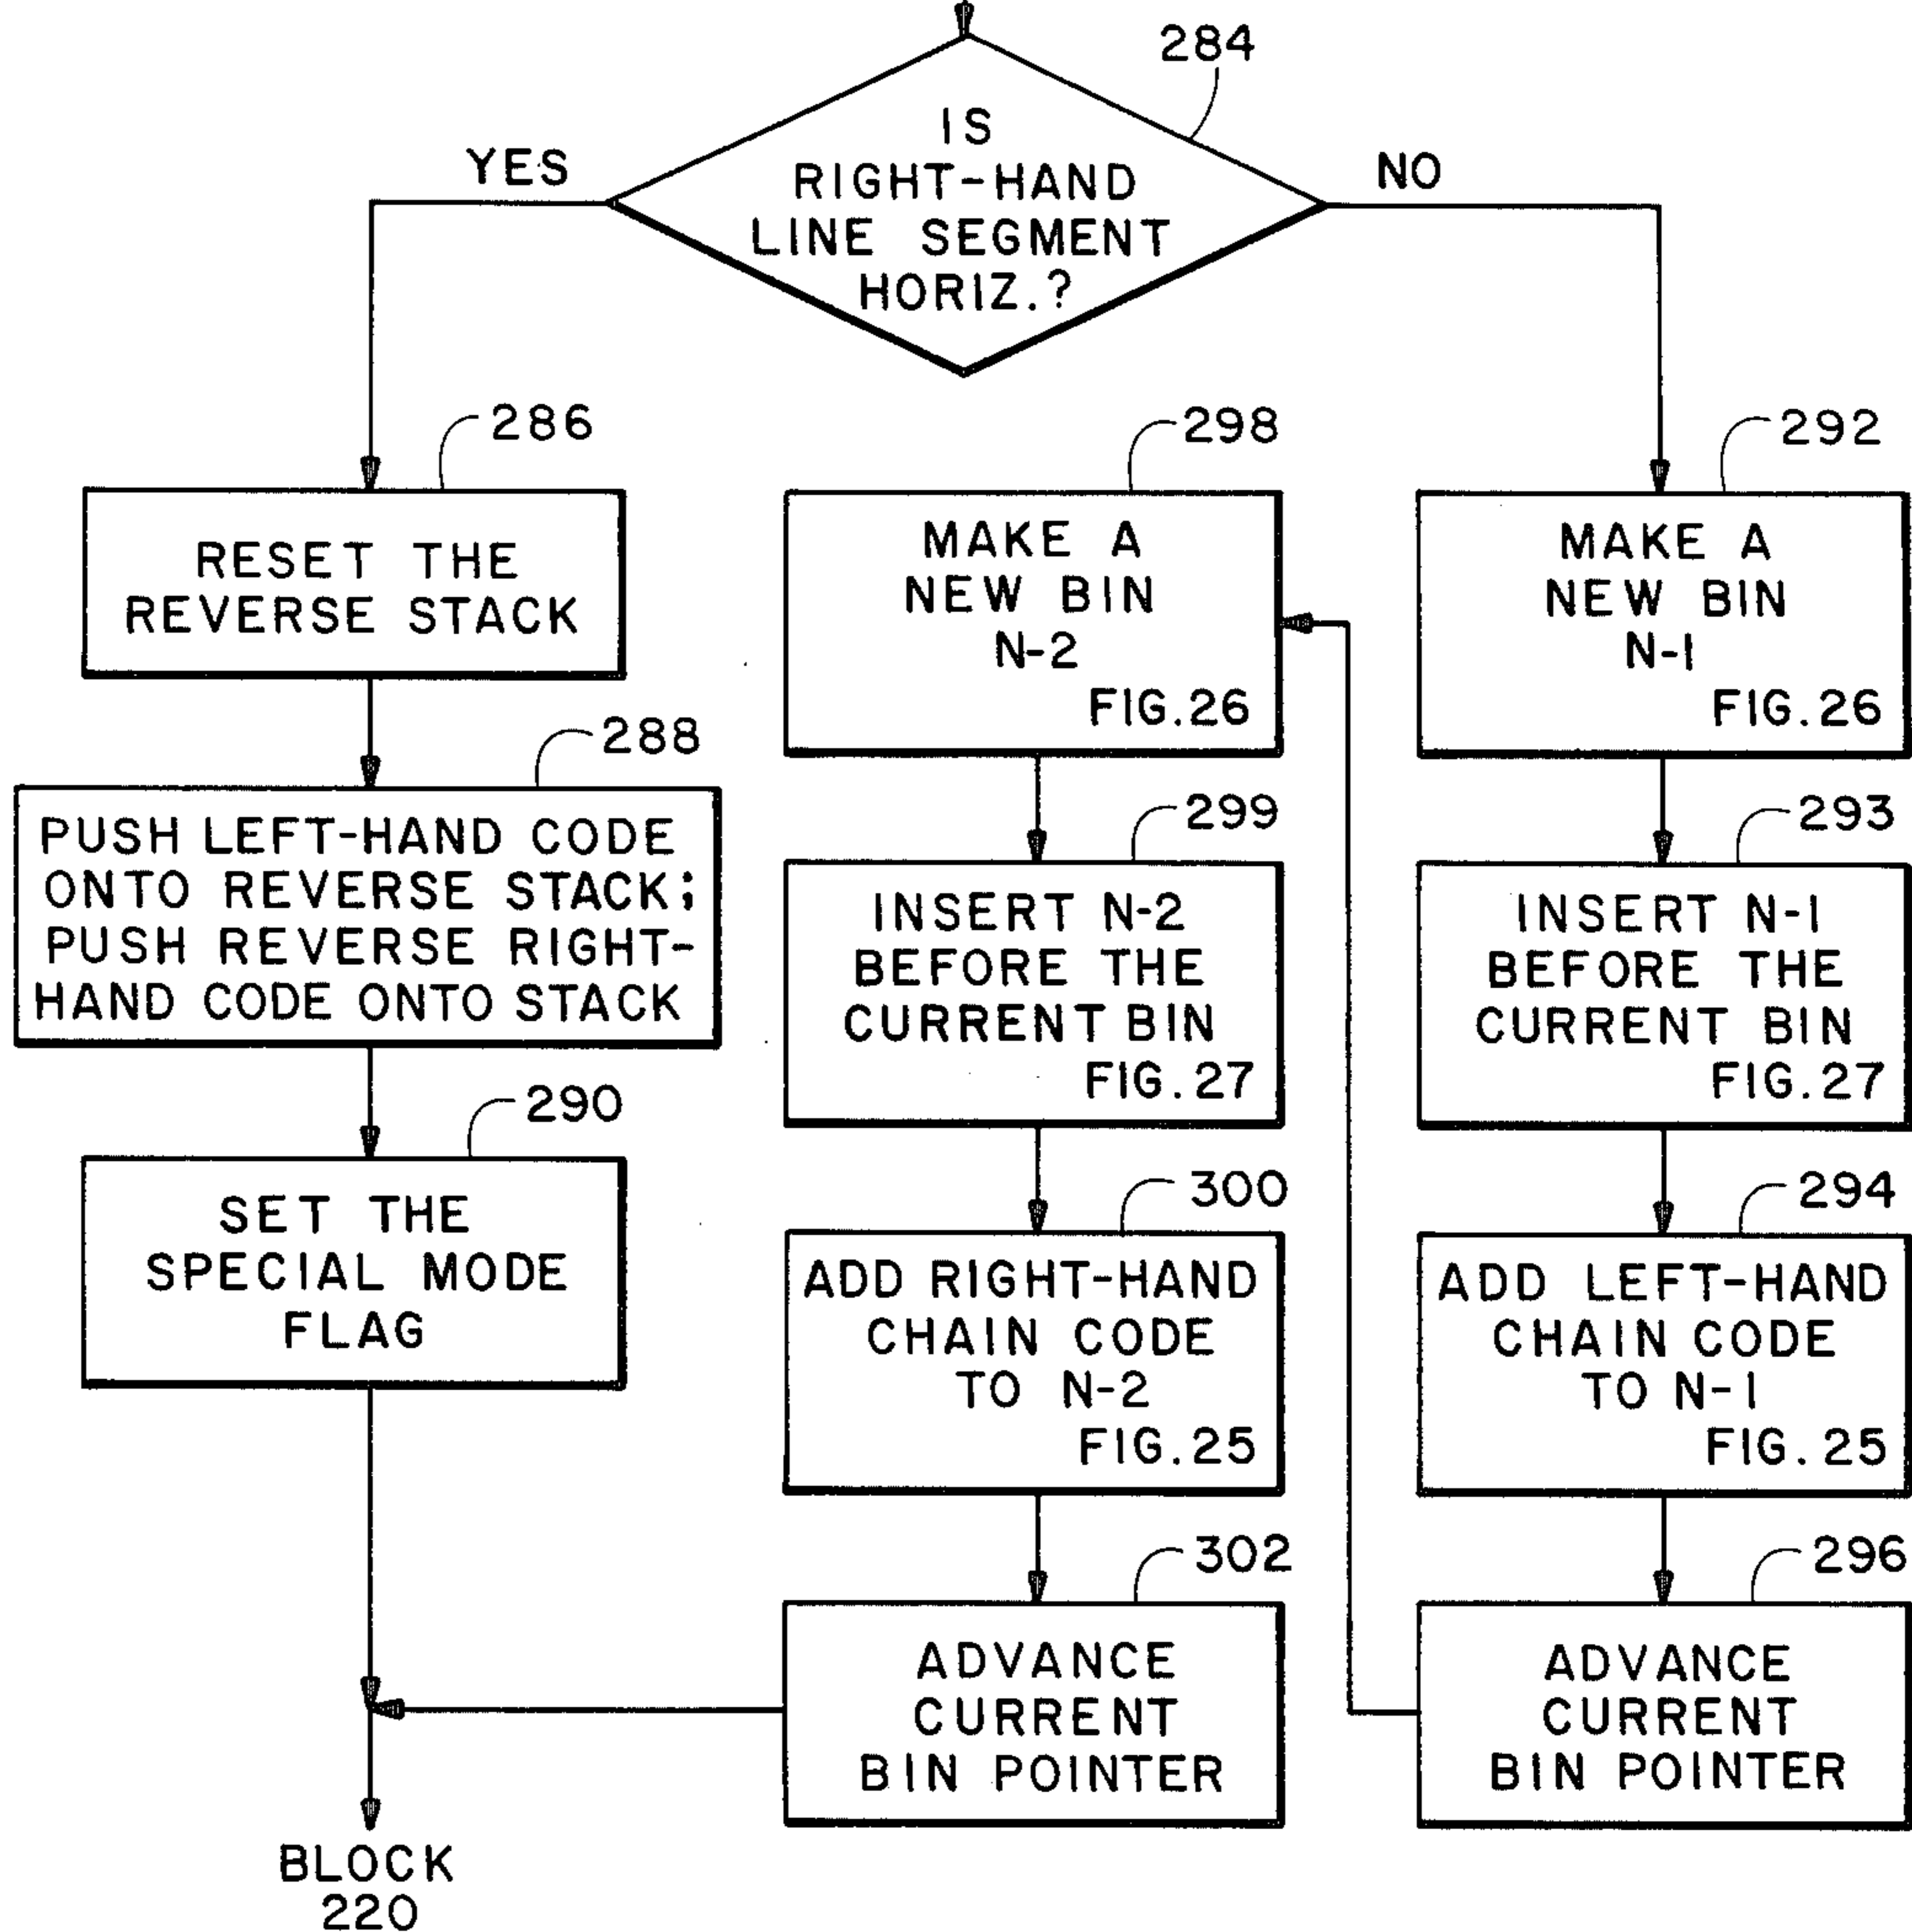 284
IS
RIGHT-HAND
LINE SEGMENT
HORIZ.?
YES
NO
286
RESET THE
REVERSE STACK
288
PUSH LEFT-HAND CODE
ONTO REVERSE STACK;
PUSH REVERSE RIGHT-
HAND CODE ONTO STACK
290
SET THE
SPECIAL MODE
FLAG
BLOCK
220
298
MAKE A
NEW BIN
N-2
FIG.26
299
INSERT N-2
BEFORE THE
CURRENT BIN
FIG.27
300
ADD RIGHT-HAND
CHAIN CODE
TO N-2
FIG.25
302
ADVANCE
CURRENT
BIN POINTER
292
MAKE A
NEW BIN
N-1
FIG.26
293
INSERT N-1
BEFORE THE
CURRENT BIN
FIG.27
294
ADD LEFT-HAND
CHAIN CODE
TO N-1
FIG.25
296
ADVANCE
CURRENT
BIN POINTER